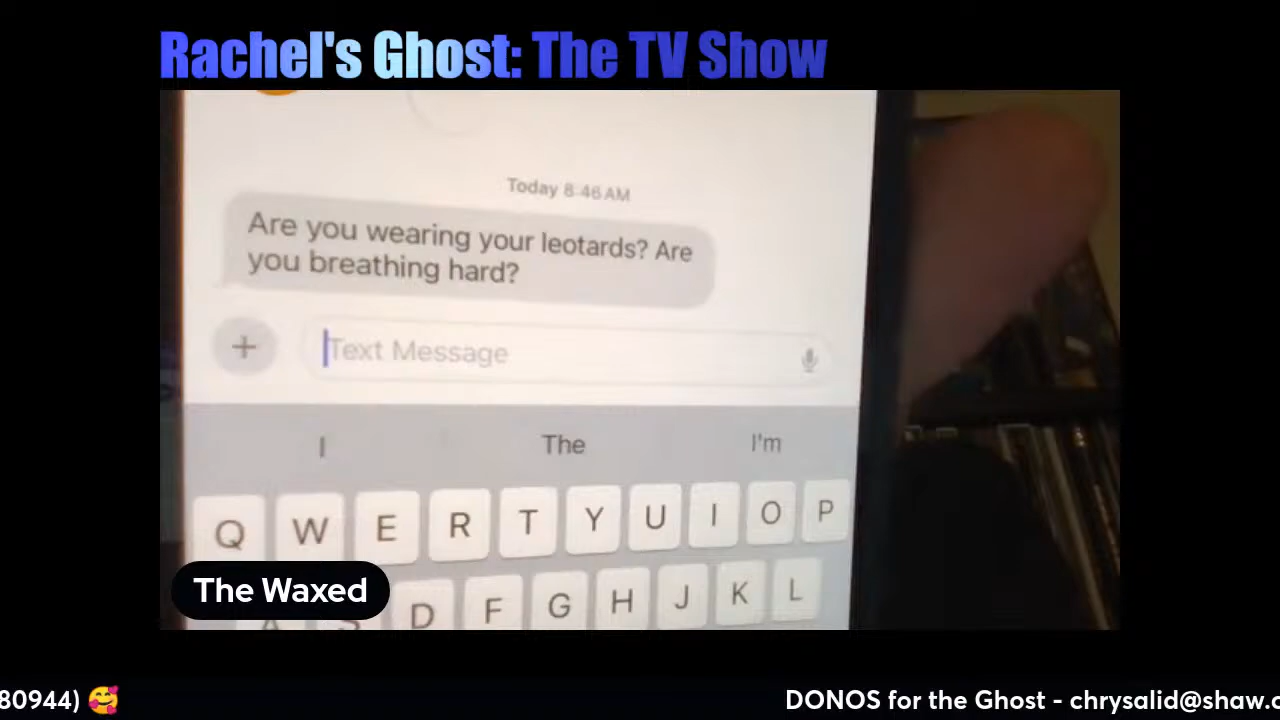 Rachel's Ghost: The TV Show
Today 8:46 AM
Are you wearing your leotards? Are
you breathing hard?
+
Text Message
I The I'm
Q W E R T Y U I O P
A S D F G H J K L
The Waxed
80944) 🥰 DONOS for the Ghost - chrysalid@shaw.c